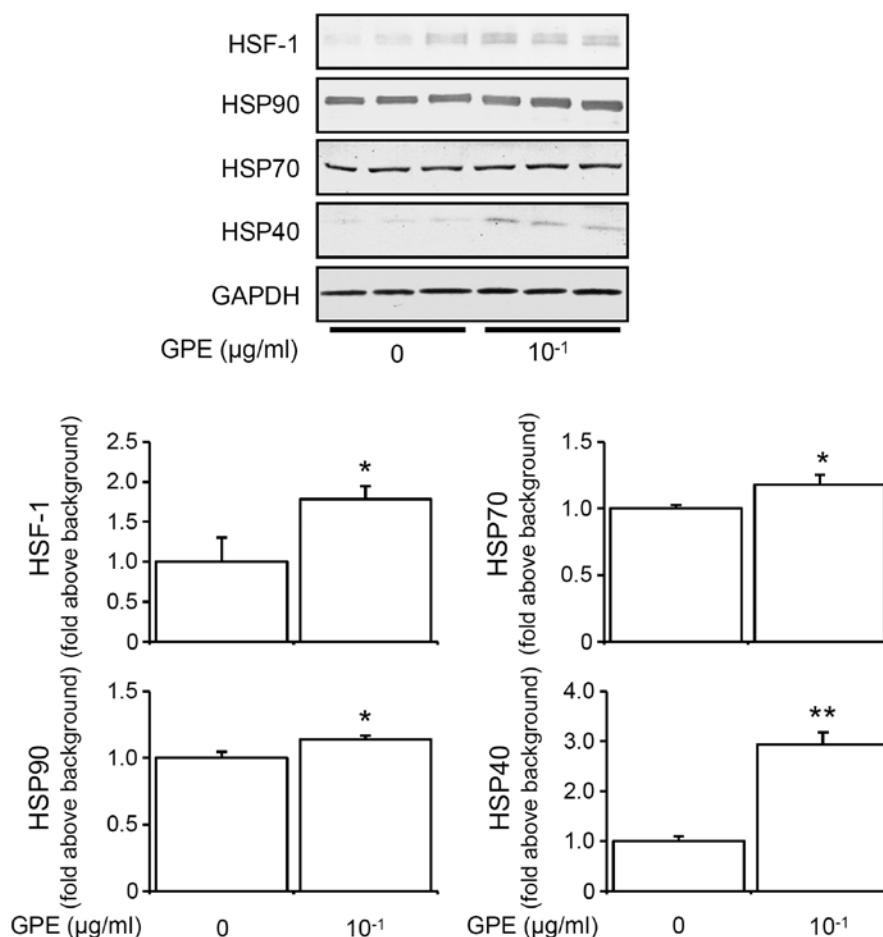 HSF-1
HSP90
HSP70
HSP40
GAPDH
GPE (µg/ml) 0 10⁻¹
HSF-1
(fold above background)
2.5
2.0
1.5
1.0
0.5
0
*
HSP70
(fold above background)
1.5
1.0
0.5
0
*
HSP90
(fold above background)
1.5
1.0
0.5
0
*
GPE (µg/ml) 0 10⁻¹
HSP40
(fold above background)
4.0
3.0
2.0
1.0
0
**
GPE (µg/ml) 0 10⁻¹